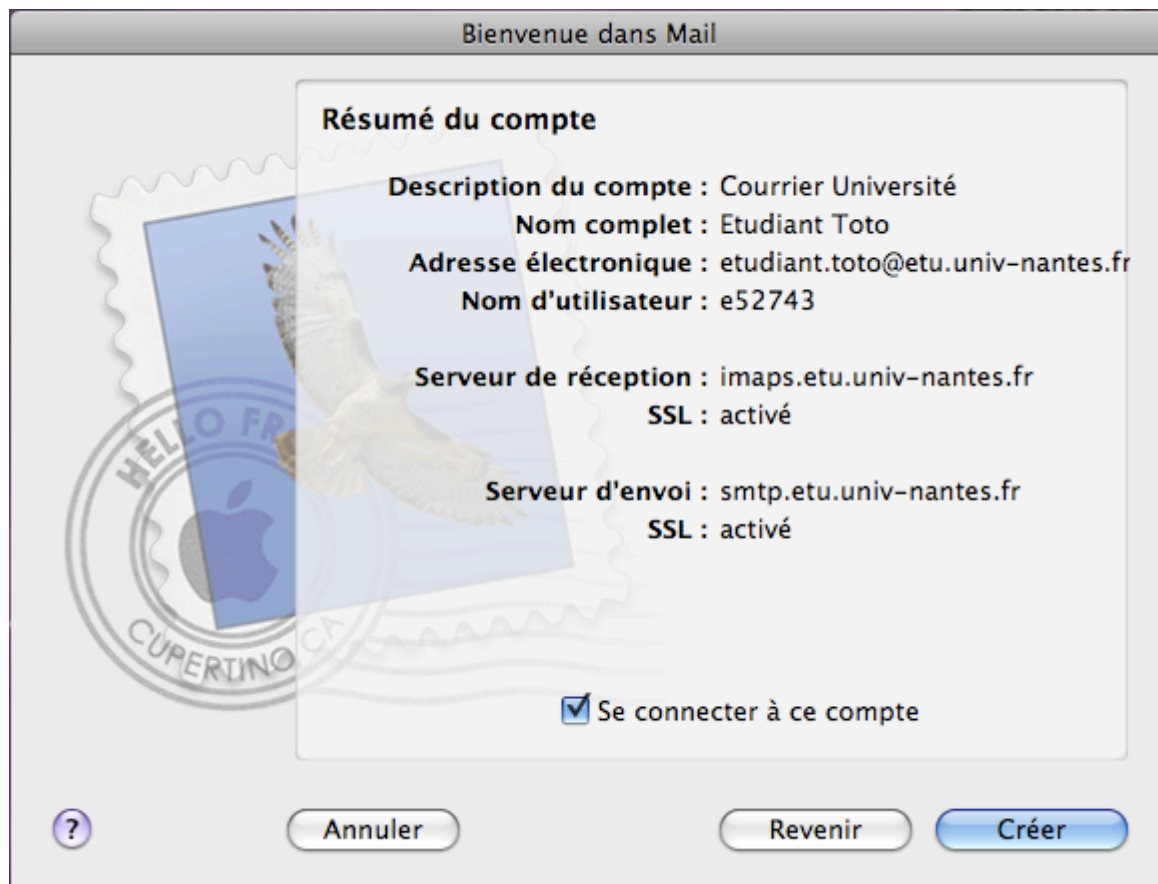 Bienvenue dans Mail
Résumé du compte
Description du compte : Courrier Université
Nom complet : Etudiant Toto
Adresse électronique : etudiant.toto@etu.univ-nantes.fr
Nom d'utilisateur : e52743
Serveur de réception : imaps.etu.univ-nantes.fr
SSL : activé
Serveur d'envoi : smtp.etu.univ-nantes.fr
SSL : activé
HELLO FR
CUPERTINO CA
Se connecter à ce compte
? Annuler Revenir Créer